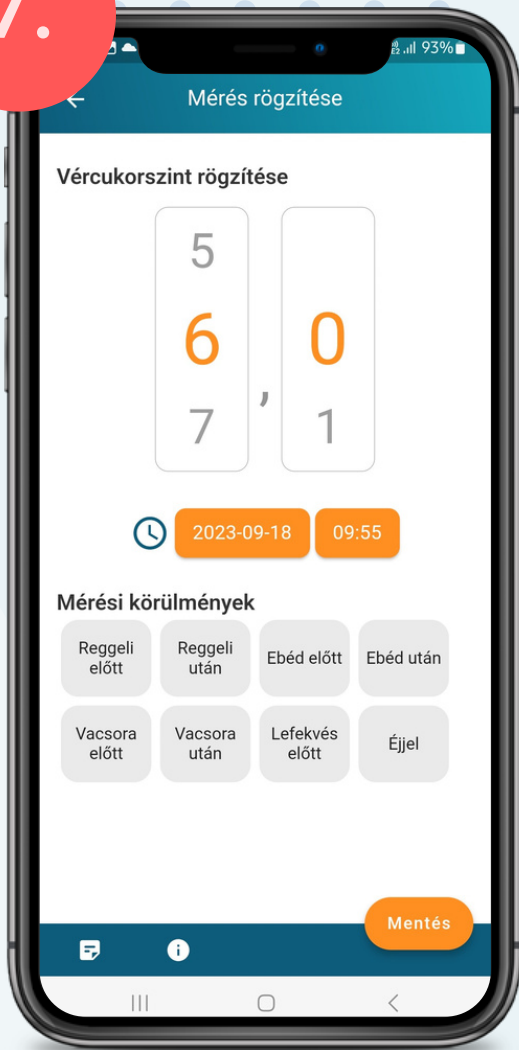 7.
93%
Mérés rögzítése
Vércukorszint rögzítése
5
6 , 0
7 1
2023-09-18 09:55
Mérési körülmények
Reggeli előtt
Reggeli után
Ebéd előtt
Ebéd után
Vacsora előtt
Vacsora után
Lefekvés előtt
Éjjel
Mentés